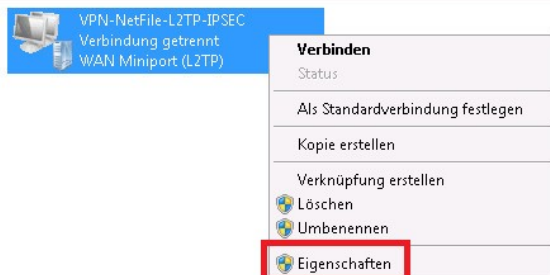 VPN-NetFile-L2TP-IPSEC
Verbindung getrennt
WAN Miniport (L2TP)
Verbinden
Status
Als Standardverbindung festlegen
Kopie erstellen
Verknüpfung erstellen
Löschen
Umbenennen
Eigenschaften